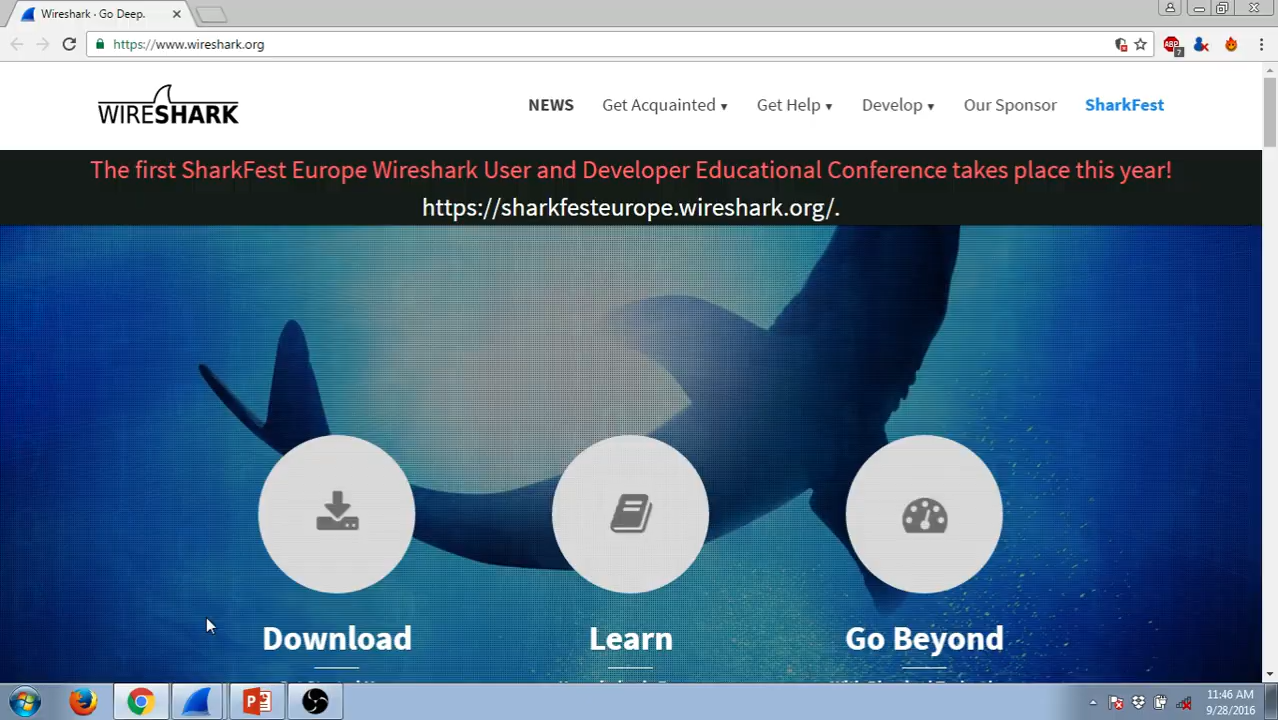 Wireshark · Go Deep.
https://www.wireshark.org
ABP
7
WIRESHARK
NEWS
Get Acquainted ▾
Get Help ▾
Develop ▾
Our Sponsor
SharkFest
The first SharkFest Europe Wireshark User and Developer Educational Conference takes place this year!
https://sharkfesteurope.wireshark.org/.
Download
Learn
Go Beyond
11:46 AM
9/28/2016